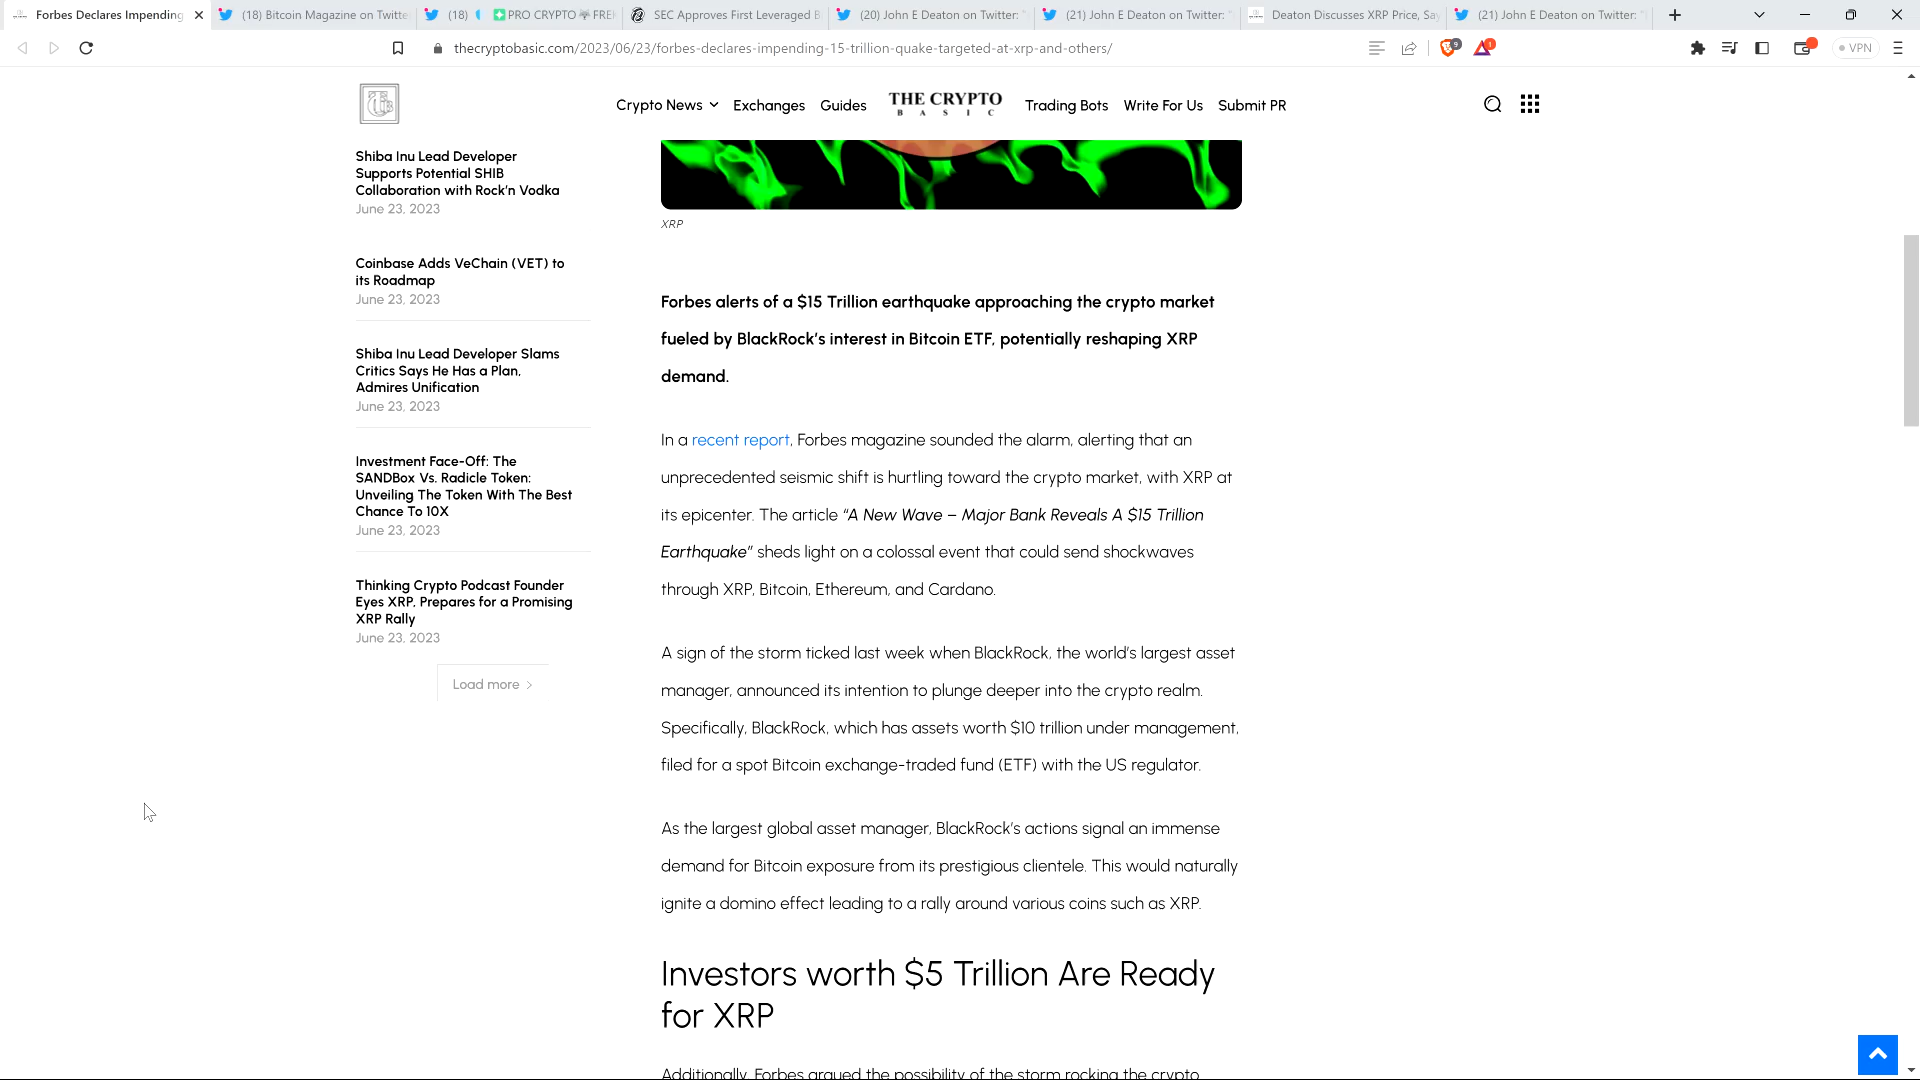 Forbes Declares Impending
(18) Bitcoin Magazine on Twitte
(18)
PRO CRYPTO
FREE
SEC Approves First Leveraged B
(20) John E Deaton on Twitter: "
(21) John E Deaton on Twitter: "
Deaton Discusses XRP Price, Say
(21) John E Deaton on Twitter: "
thecryptobasic.com/2023/06/23/forbes-declares-impending-15-trillion-quake-targeted-at-xrp-and-others/
VPN
Crypto News
Exchanges
Guides
THE CRYPTO
BASIC
Trading Bots
Write For Us
Submit PR
Shiba Inu Lead Developer
Supports Potential SHIB
Collaboration with Rock'n Vodka
June 23, 2023
Coinbase Adds VeChain (VET) to
its Roadmap
June 23, 2023
Shiba Inu Lead Developer Slams
Critics Says He Has a Plan,
Admires Unification
June 23, 2023
Investment Face-Off: The
SANDBox Vs. Radicle Token:
Unveiling The Token With The Best
Chance To 10X
June 23, 2023
Thinking Crypto Podcast Founder
Eyes XRP, Prepares for a Promising
XRP Rally
June 23, 2023
Load more
XRP
Forbes alerts of a $15 Trillion earthquake approaching the crypto market
fueled by BlackRock's interest in Bitcoin ETF, potentially reshaping XRP
demand.
In a recent report, Forbes magazine sounded the alarm, alerting that an
unprecedented seismic shift is hurtling toward the crypto market, with XRP at
its epicenter. The article “A New Wave – Major Bank Reveals A $15 Trillion
Earthquake” sheds light on a colossal event that could send shockwaves
through XRP, Bitcoin, Ethereum, and Cardano.
A sign of the storm ticked last week when BlackRock, the world's largest asset
manager, announced its intention to plunge deeper into the crypto realm.
Specifically, BlackRock, which has assets worth $10 trillion under management,
filed for a spot Bitcoin exchange-traded fund (ETF) with the US regulator.
As the largest global asset manager, BlackRock's actions signal an immense
demand for Bitcoin exposure from its prestigious clientele. This would naturally
ignite a domino effect leading to a rally around various coins such as XRP.
Investors worth $5 Trillion Are Ready
for XRP
Additionally, Forbes argued the possibility of the storm rocking the crypto